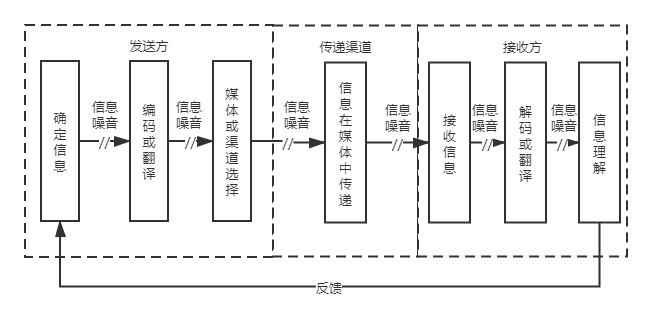 发送方
传递渠道
接收方
确定信息
信息
噪音
编码或翻译
信息
噪音
媒体或渠道选择
信息
噪音
信息在媒体中传递
信息
噪音
接收信息
信息
噪音
解码或翻译
信息
噪音
信息理解
反馈